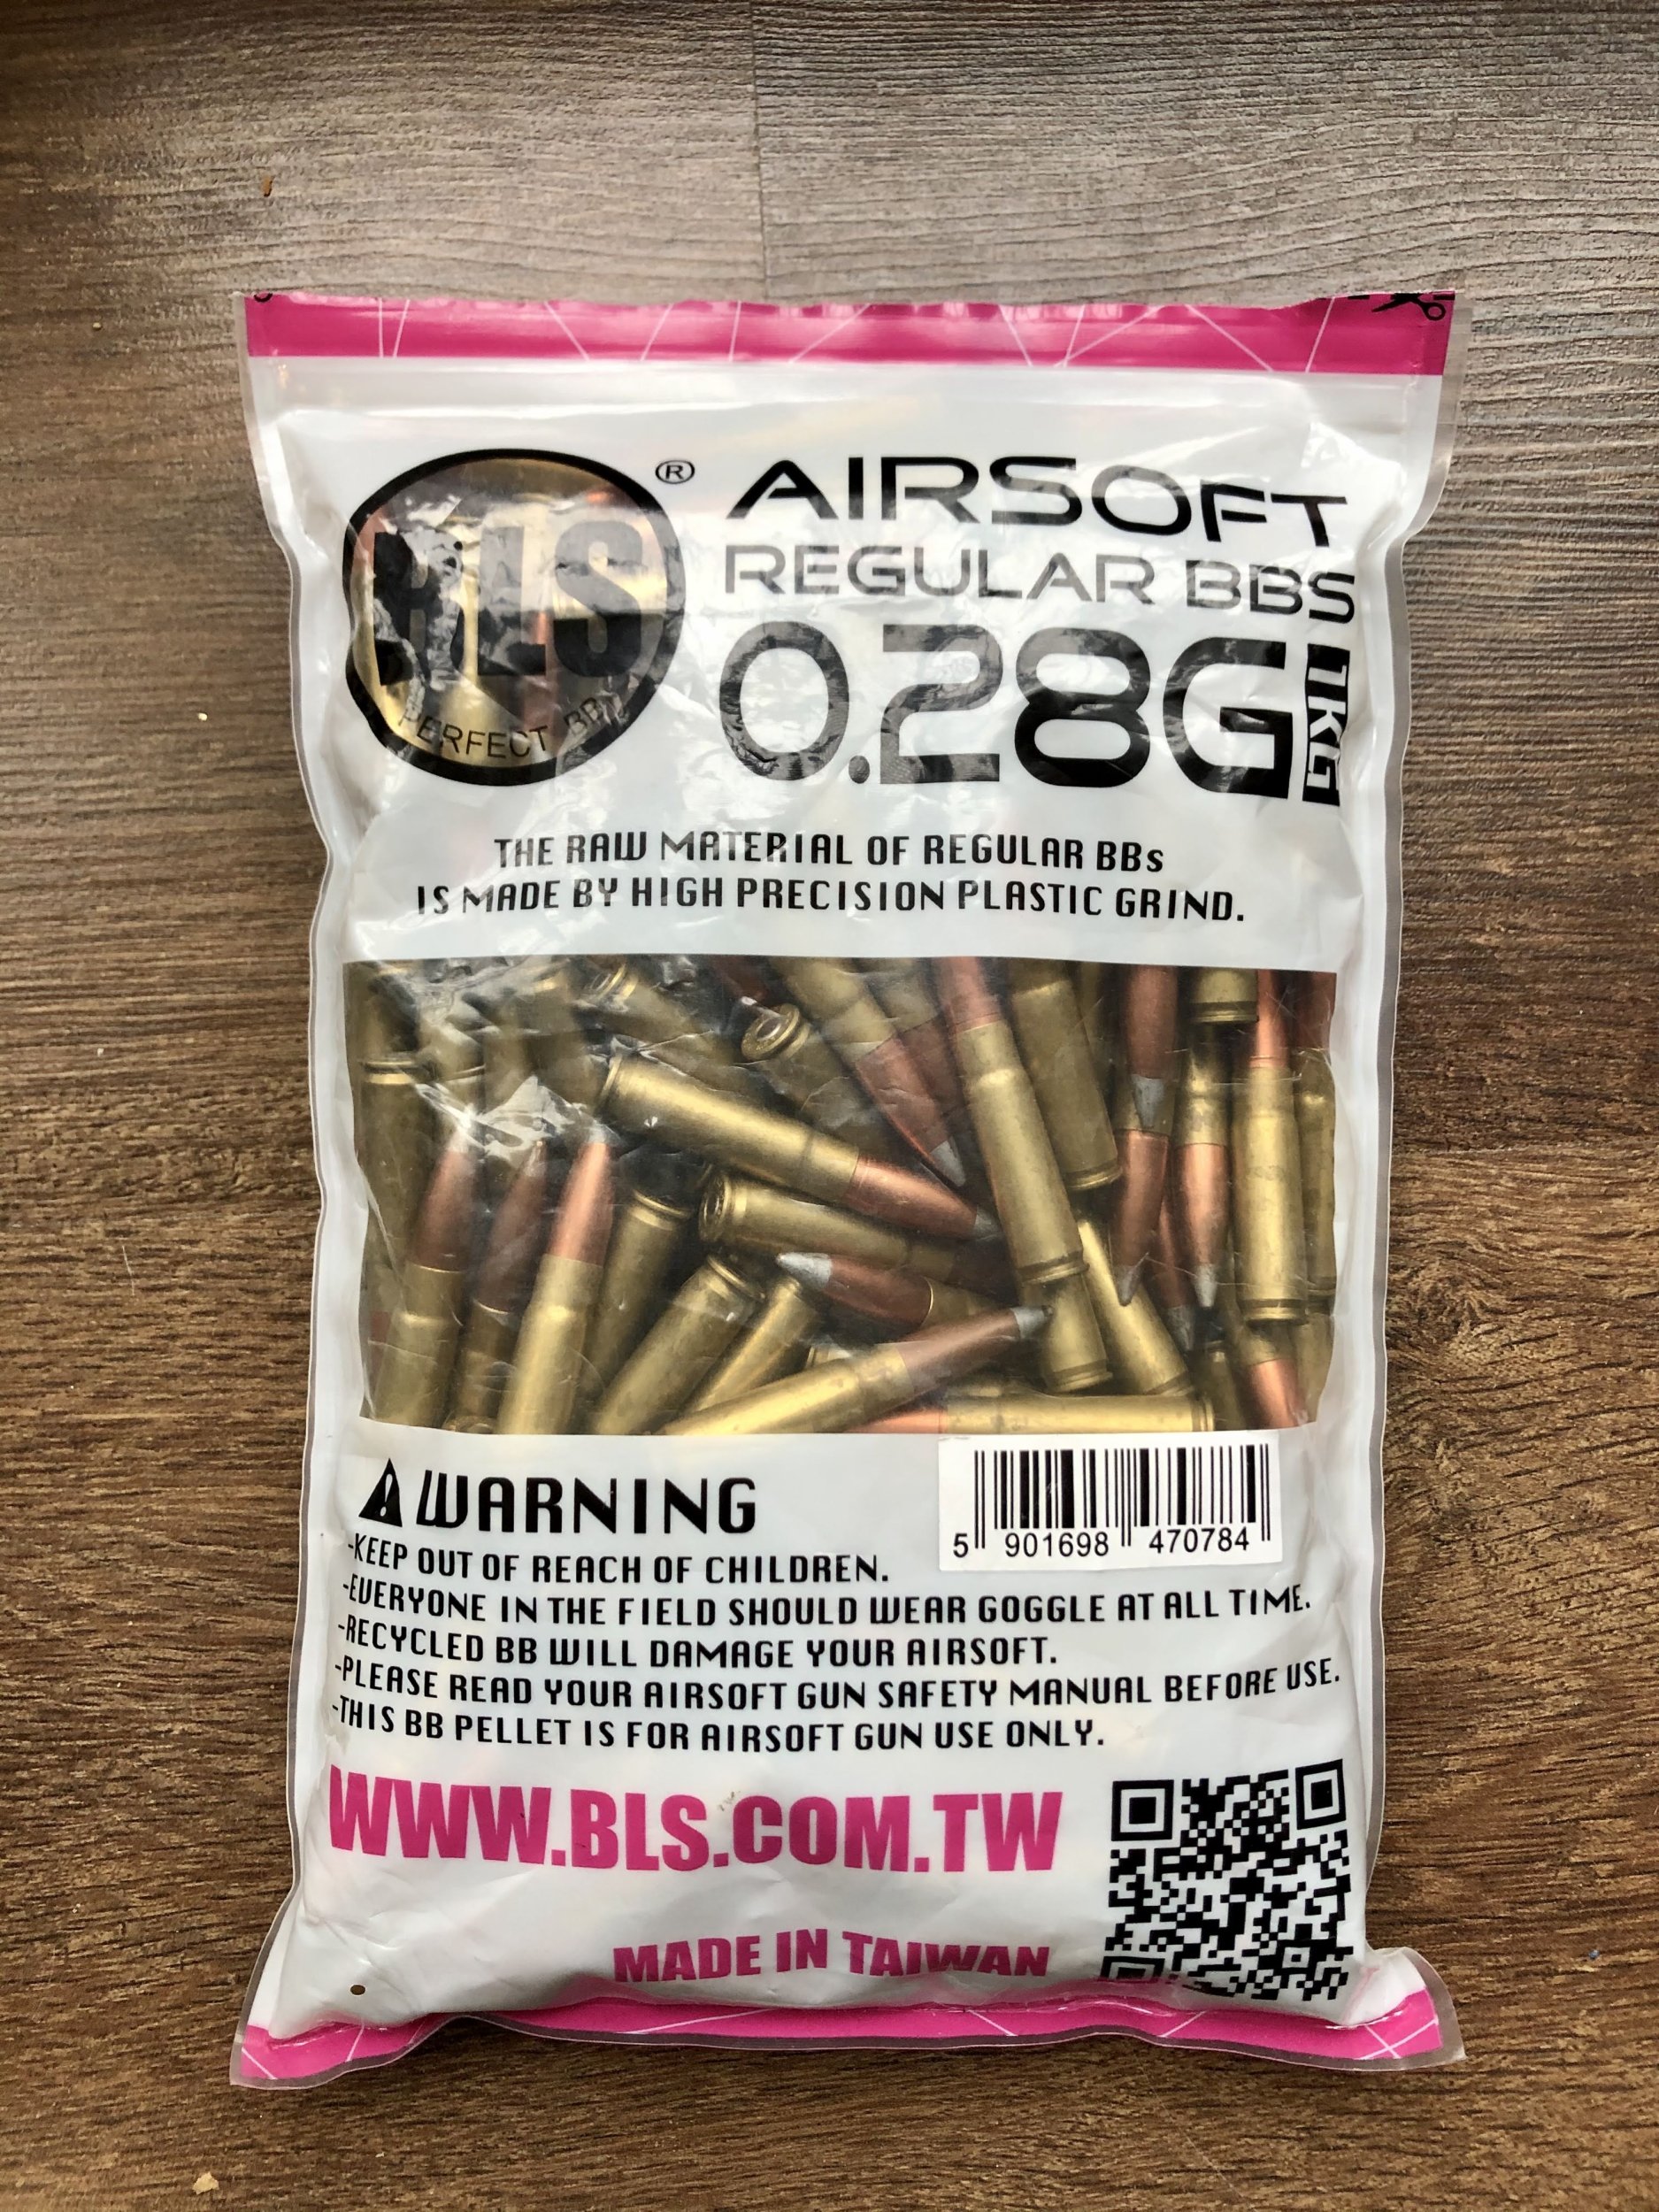 BLS
PERFECT BB
®
AIRSOFT
REGULAR BBS
0.28G
1KG
THE RAW MATERIAL OF REGULAR BBs
IS MADE BY HIGH PRECISION PLASTIC GRIND.
WARNING
-KEEP OUT OF REACH OF CHILDREN.
-EVERYONE IN THE FIELD SHOULD WEAR GOGGLE AT ALL TIME.
-RECYCLED BB WILL DAMAGE YOUR AIRSOFT.
-PLEASE READ YOUR AIRSOFT GUN SAFETY MANUAL BEFORE USE.
-THIS BB PELLET IS FOR AIRSOFT GUN USE ONLY.
5 901698 470784
WWW.BLS.COM.TW
MADE IN TAIWAN